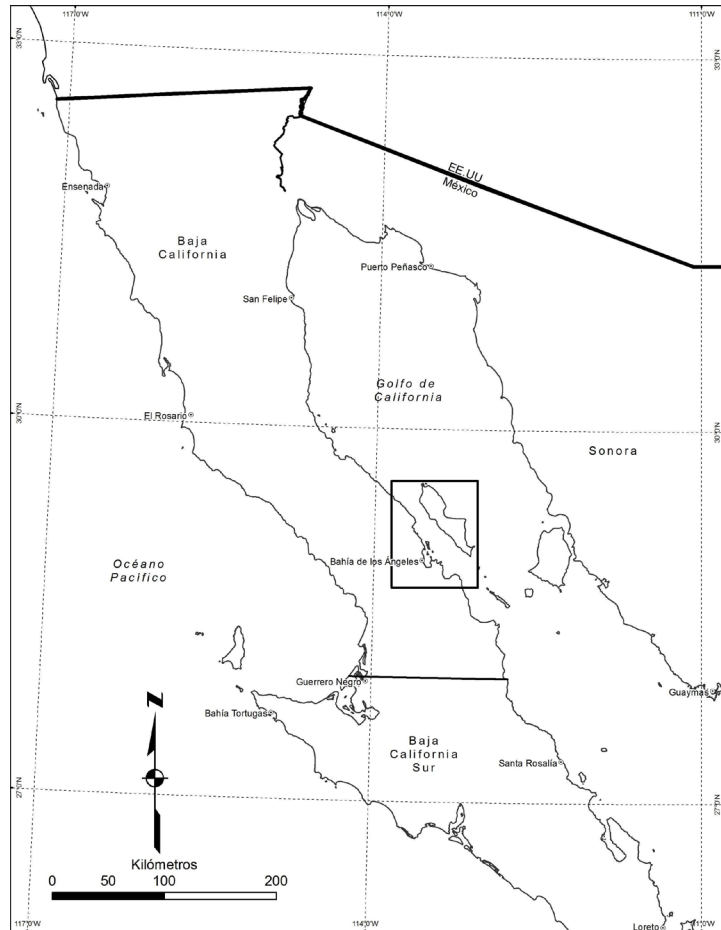 117°0'W
114°0'W
111°0'W
33°0'N
33°0'N
EE.UU
México
Ensenada
Baja
California
Puerto Peñasco
San Felipe
Golfo de
California
El Rosario
30°0'N
30°0'N
Sonora
Océano
Pacífico
Bahía de los Ángeles
Guerrero Negro
Guaymas
Bahía Tortugas
N
Baja
California
Sur
Santa Rosalía
27°0'N
27°0'N
Kilómetros
0 50 100 200
Loreto
117°0'W
114°0'W
111°0'W